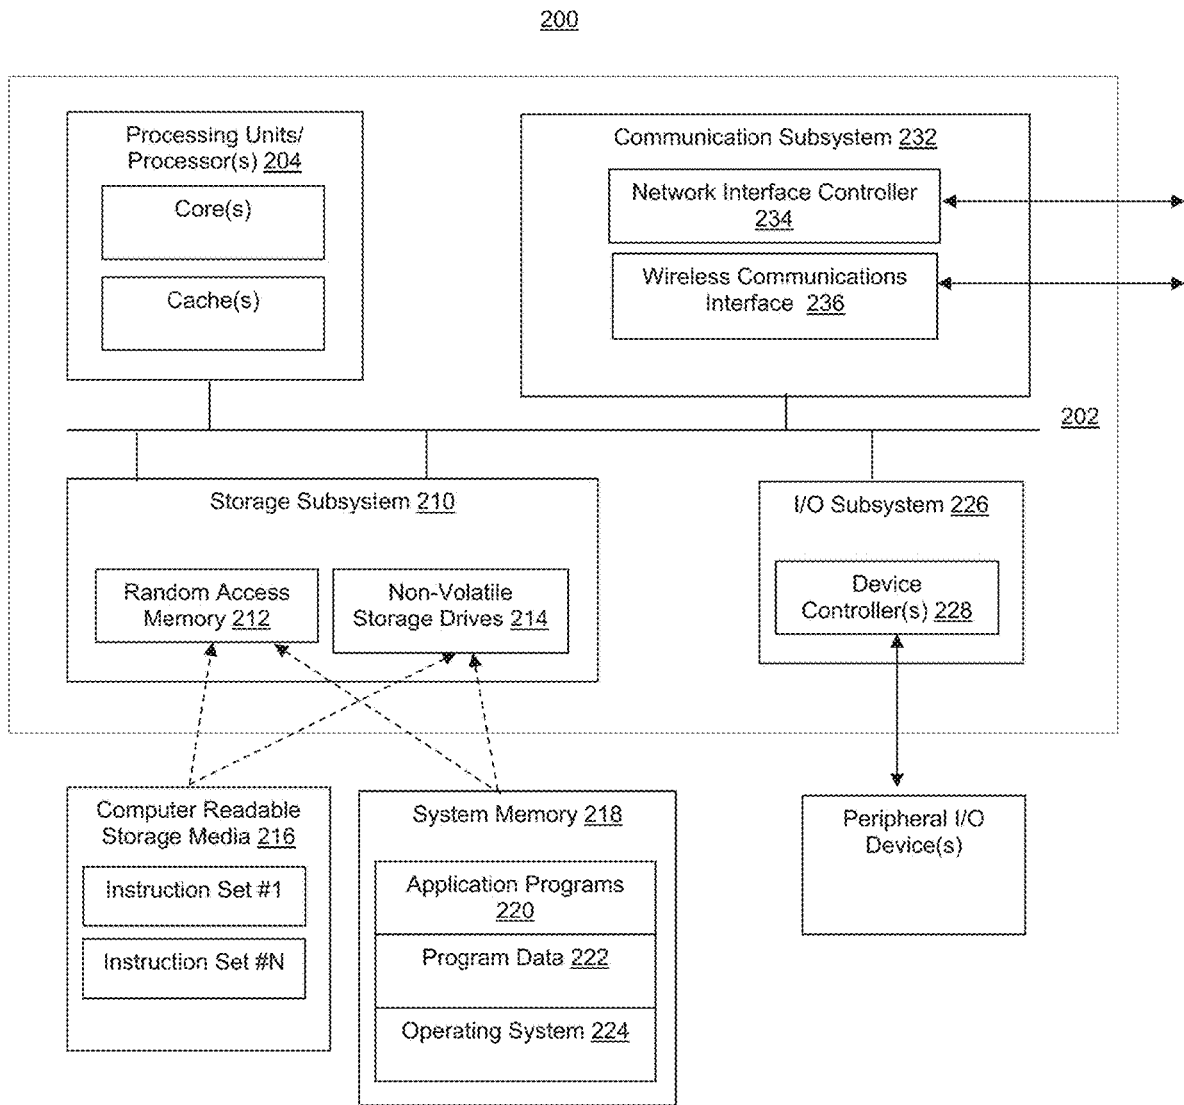 200
Processing Units/
Processor(s) 204
Core(s)
Cache(s)
Communication Subsystem 232
Network Interface Controller
234
Wireless Communications
Interface 236
202
Storage Subsystem 210
Random Access
Memory 212
Non-Volatile
Storage Drives 214
I/O Subsystem 226
Device
Controller(s) 228
Computer Readable
Storage Media 216
Instruction Set #1
Instruction Set #N
System Memory 218
Application Programs
220
Program Data 222
Operating System 224
Peripheral I/O
Device(s)